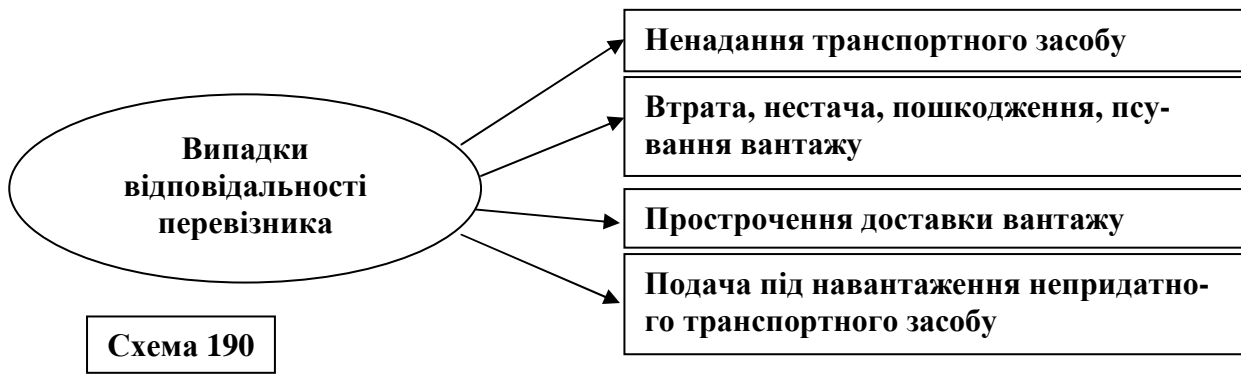 Ненадання транспортного засобу
Втрата, нестача, пошкодження, псу-
вання вантажу
Випадки
відповідальності
перевізника
Прострочення доставки вантажу
Подача під навантаження непридатно-
го транспортного засобу
Схема 190